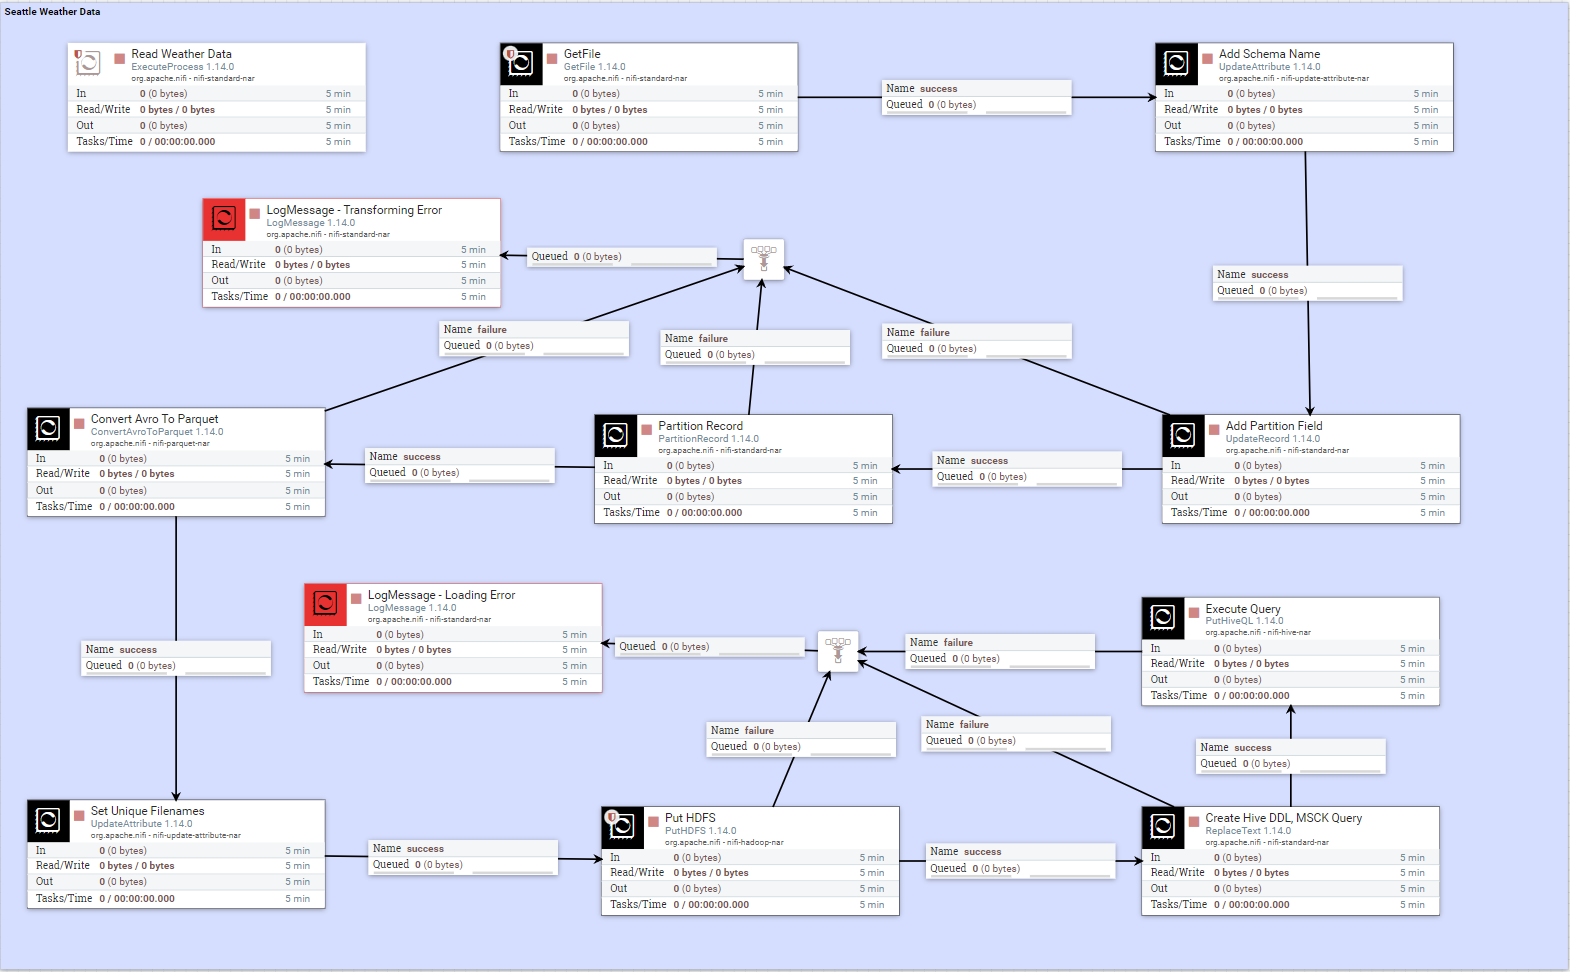 Seattle Weather Data
Read Weather Data
ExecuteProcess 1.14.0
org.apache.nifi - nifi-standard-nar
In 0 (0 bytes) 5 min
Read/Write 0 bytes / 0 bytes 5 min
Out 0 (0 bytes) 5 min
Tasks/Time 0 / 00:00:00.000 5 min
GetFile
GetFile 1.14.0
org.apache.nifi - nifi-standard-nar
In 0 (0 bytes) 5 min
Read/Write 0 bytes / 0 bytes 5 min
Out 0 (0 bytes) 5 min
Tasks/Time 0 / 00:00:00.000 5 min
Name success
Queued 0 (0 bytes)
Add Schema Name
UpdateAttribute 1.14.0
org.apache.nifi - nifi-update-attribute-nar
In 0 (0 bytes) 5 min
Read/Write 0 bytes / 0 bytes 5 min
Out 0 (0 bytes) 5 min
Tasks/Time 0 / 00:00:00.000 5 min
LogMessage - Transforming Error
LogMessage 1.14.0
org.apache.nifi - nifi-standard-nar
In 0 (0 bytes) 5 min
Read/Write 0 bytes / 0 bytes 5 min
Out 0 (0 bytes) 5 min
Tasks/Time 0 / 00:00:00.000 5 min
Queued 0 (0 bytes)
Name success
Queued 0 (0 bytes)
Name failure
Queued 0 (0 bytes)
Name failure
Queued 0 (0 bytes)
Name failure
Queued 0 (0 bytes)
Convert Avro To Parquet
ConvertAvroToParquet 1.14.0
org.apache.nifi - nifi-parquet-nar
In 0 (0 bytes) 5 min
Read/Write 0 bytes / 0 bytes 5 min
Out 0 (0 bytes) 5 min
Tasks/Time 0 / 00:00:00.000 5 min
Name success
Queued 0 (0 bytes)
Partition Record
PartitionRecord 1.14.0
org.apache.nifi - nifi-standard-nar
In 0 (0 bytes) 5 min
Read/Write 0 bytes / 0 bytes 5 min
Out 0 (0 bytes) 5 min
Tasks/Time 0 / 00:00:00.000 5 min
Name success
Queued 0 (0 bytes)
Add Partition Field
UpdateRecord 1.14.0
org.apache.nifi - nifi-standard-nar
In 0 (0 bytes) 5 min
Read/Write 0 bytes / 0 bytes 5 min
Out 0 (0 bytes) 5 min
Tasks/Time 0 / 00:00:00.000 5 min
LogMessage - Loading Error
LogMessage 1.14.0
org.apache.nifi - nifi-standard-nar
In 0 (0 bytes) 5 min
Read/Write 0 bytes / 0 bytes 5 min
Out 0 (0 bytes) 5 min
Tasks/Time 0 / 00:00:00.000 5 min
Queued 0 (0 bytes)
Name failure
Queued 0 (0 bytes)
Execute Query
PutHiveQL 1.14.0
org.apache.nifi - nifi-hive-nar
In 0 (0 bytes) 5 min
Read/Write 0 bytes / 0 bytes 5 min
Out 0 (0 bytes) 5 min
Tasks/Time 0 / 00:00:00.000 5 min
Name success
Queued 0 (0 bytes)
Name failure
Queued 0 (0 bytes)
Name failure
Queued 0 (0 bytes)
Name success
Queued 0 (0 bytes)
Set Unique Filenames
UpdateAttribute 1.14.0
org.apache.nifi - nifi-update-attribute-nar
In 0 (0 bytes) 5 min
Read/Write 0 bytes / 0 bytes 5 min
Out 0 (0 bytes) 5 min
Tasks/Time 0 / 00:00:00.000 5 min
Name success
Queued 0 (0 bytes)
Put HDFS
PutHDFS 1.14.0
org.apache.nifi - nifi-hadoop-nar
In 0 (0 bytes) 5 min
Read/Write 0 bytes / 0 bytes 5 min
Out 0 (0 bytes) 5 min
Tasks/Time 0 / 00:00:00.000 5 min
Name success
Queued 0 (0 bytes)
Create Hive DDL, MSCK Query
ReplaceText 1.14.0
org.apache.nifi - nifi-standard-nar
In 0 (0 bytes) 5 min
Read/Write 0 bytes / 0 bytes 5 min
Out 0 (0 bytes) 5 min
Tasks/Time 0 / 00:00:00.000 5 min